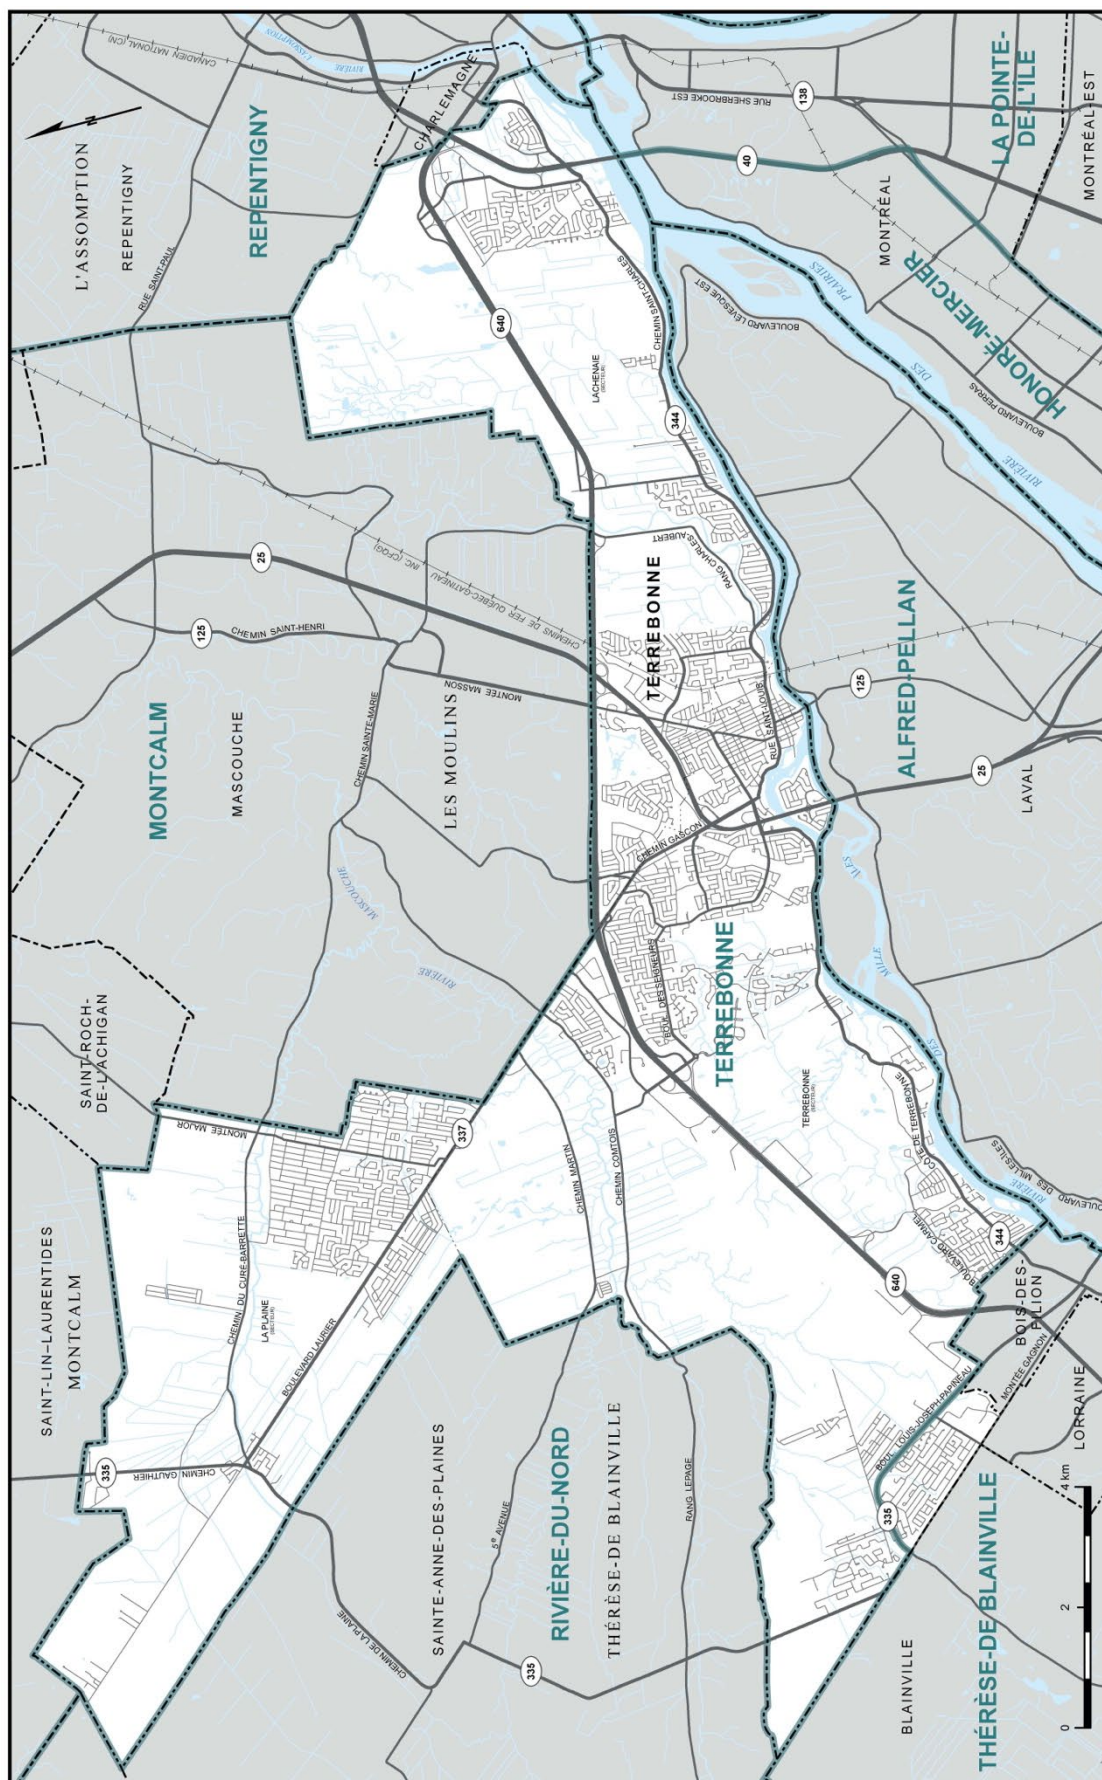 SAINT-LIN–LAURENTIDES
MONTCALM
SAINT-ROCH-
DE-L'ACHIGAN
MONTCALM
MASCOUCHE
L'ASSOMPTION
REPENTIGNY
REPENTIGNY
CANADIEN NATIONAL (CN)
RIVIÈRE
L'ASSOMPTION
N
CHARLEMAGNE
RUE SAINT-PAUL
335
CHEMIN GAUTHIER
CHEMIN DU CURÉ-BARRETTE
LA PLAINE
(SECTEUR)
BOULEVARD LAURIER
MONTÉE MAJOR
337
RIVIÈRE
MASCOUCHE
CHEMIN SAINTE-MARIE
125
CHEMIN SAINT-HENRI
25
LES MOULINS
MONTÉE MASSON
CHEMINS DE FER QUÉBEC-GATINEAU INC (CFQG)
640
LACHENAIE
(SECTEUR)
CHEMIN SAINT-CHARLES
344
CHEMIN DE LA PLAINE
SAINTE-ANNE-DES-PLAINES
5e AVENUE
RIVIÈRE-DU-NORD
THÉRÈSE-DE BLAINVILLE
335
RANG LEPAGE
CHEMIN MARTIN
CHEMIN COMTOIS
BOUL. DES SEIGNEURS
CHEMIN GASCON
TERREBONNE
RANG CHARLES-AUBERT
RUE SAINT-LOUIS
TERREBONNE
TERREBONNE
(SECTEUR)
640
CÔTE DE TERREBONNE
BOULEVARD CARMEL
344
335
BOUL. LOUIS-JOSEPH-PAPINEAU
MONTÉE GAGNON
BOIS-DES-
FILION
LORRAINE
BLAINVILLE
THÉRÈSE-DE BLAINVILLE
RIVIÈRE
DES
MILLE
ÎLES
BOULEVARD DES MILLE-ÎLES
25
125
ALFRED-PELLAN
LAVAL
BOULEVARD LÉVESQUE EST
RIVIÈRE
DES
PRAIRIES
BOULEVARD PERRAS
HONORÉ-MERCIER
MONTRÉAL
40
138
RUE SHERBROOKE EST
LA POINTE-
DE-L'ILE
MONTRÉAL-EST
0
2
4 km